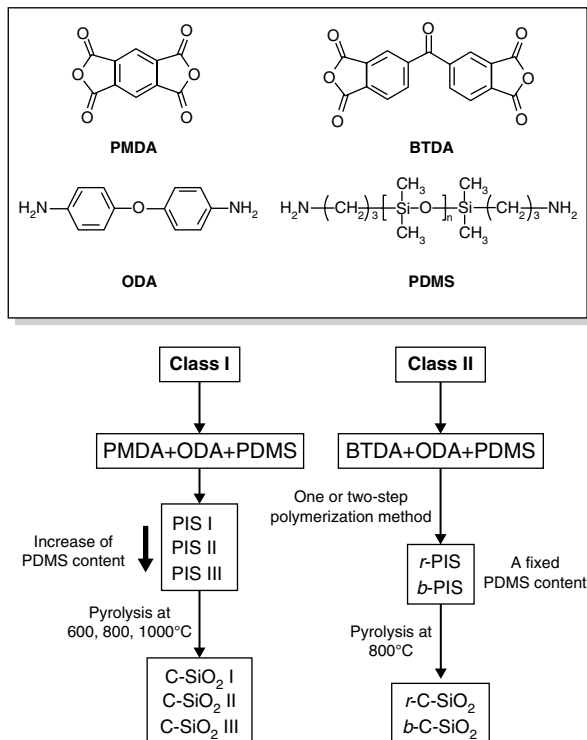 O O O O
O O
O O
PMDA
O O O
O O
O O
BTDA
H₂N O NH₂
ODA
CH₃ CH₃
H₂N (CH₂)₃ [Si O]n Si (CH₂)₃ NH₂
CH₃ CH₃
PDMS
Class I
PMDA+ODA+PDMS
Increase of
PDMS content
PIS I
PIS II
PIS III
Pyrolysis at
600, 800, 1000°C
C-SiO₂ I
C-SiO₂ II
C-SiO₂ III
Class II
BTDA+ODA+PDMS
One or two-step
polymerization method
r-PIS
b-PIS
A fixed
PDMS content
Pyrolysis at
800°C
r-C-SiO₂
b-C-SiO₂